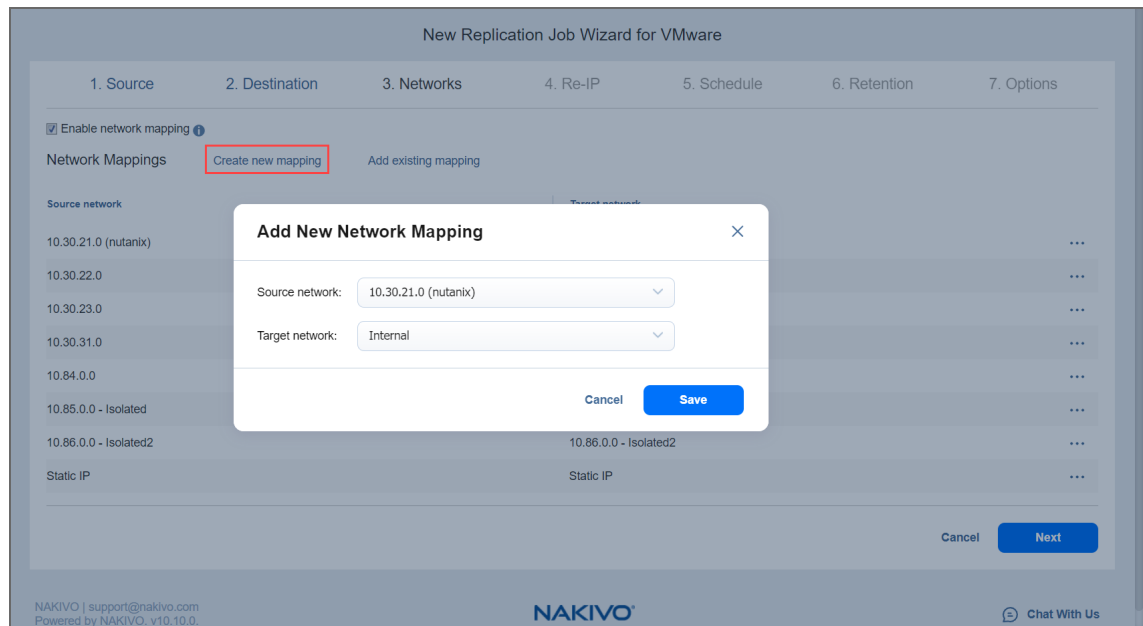 New Replication Job Wizard for VMware
1. Source 2. Destination 3. Networks 4. Re-IP 5. Schedule 6. Retention 7. Options
Enable network mapping
Network Mappings Create new mapping Add existing mapping
Source network Target network
Add New Network Mapping
10.30.21.0 (nutanix) ...
10.30.22.0 ...
Source network: 10.30.21.0 (nutanix)
10.30.23.0 ...
Target network: Internal
10.30.31.0 ...
10.84.0.0 ...
Cancel Save
10.85.0.0 - Isolated ...
10.86.0.0 - Isolated2 10.86.0.0 - Isolated2 ...
Static IP Static IP ...
Cancel Next
NAKIVO | support@nakivo.com
Powered by NAKIVO, v10.10.0.
NAKIVO®
Chat With Us